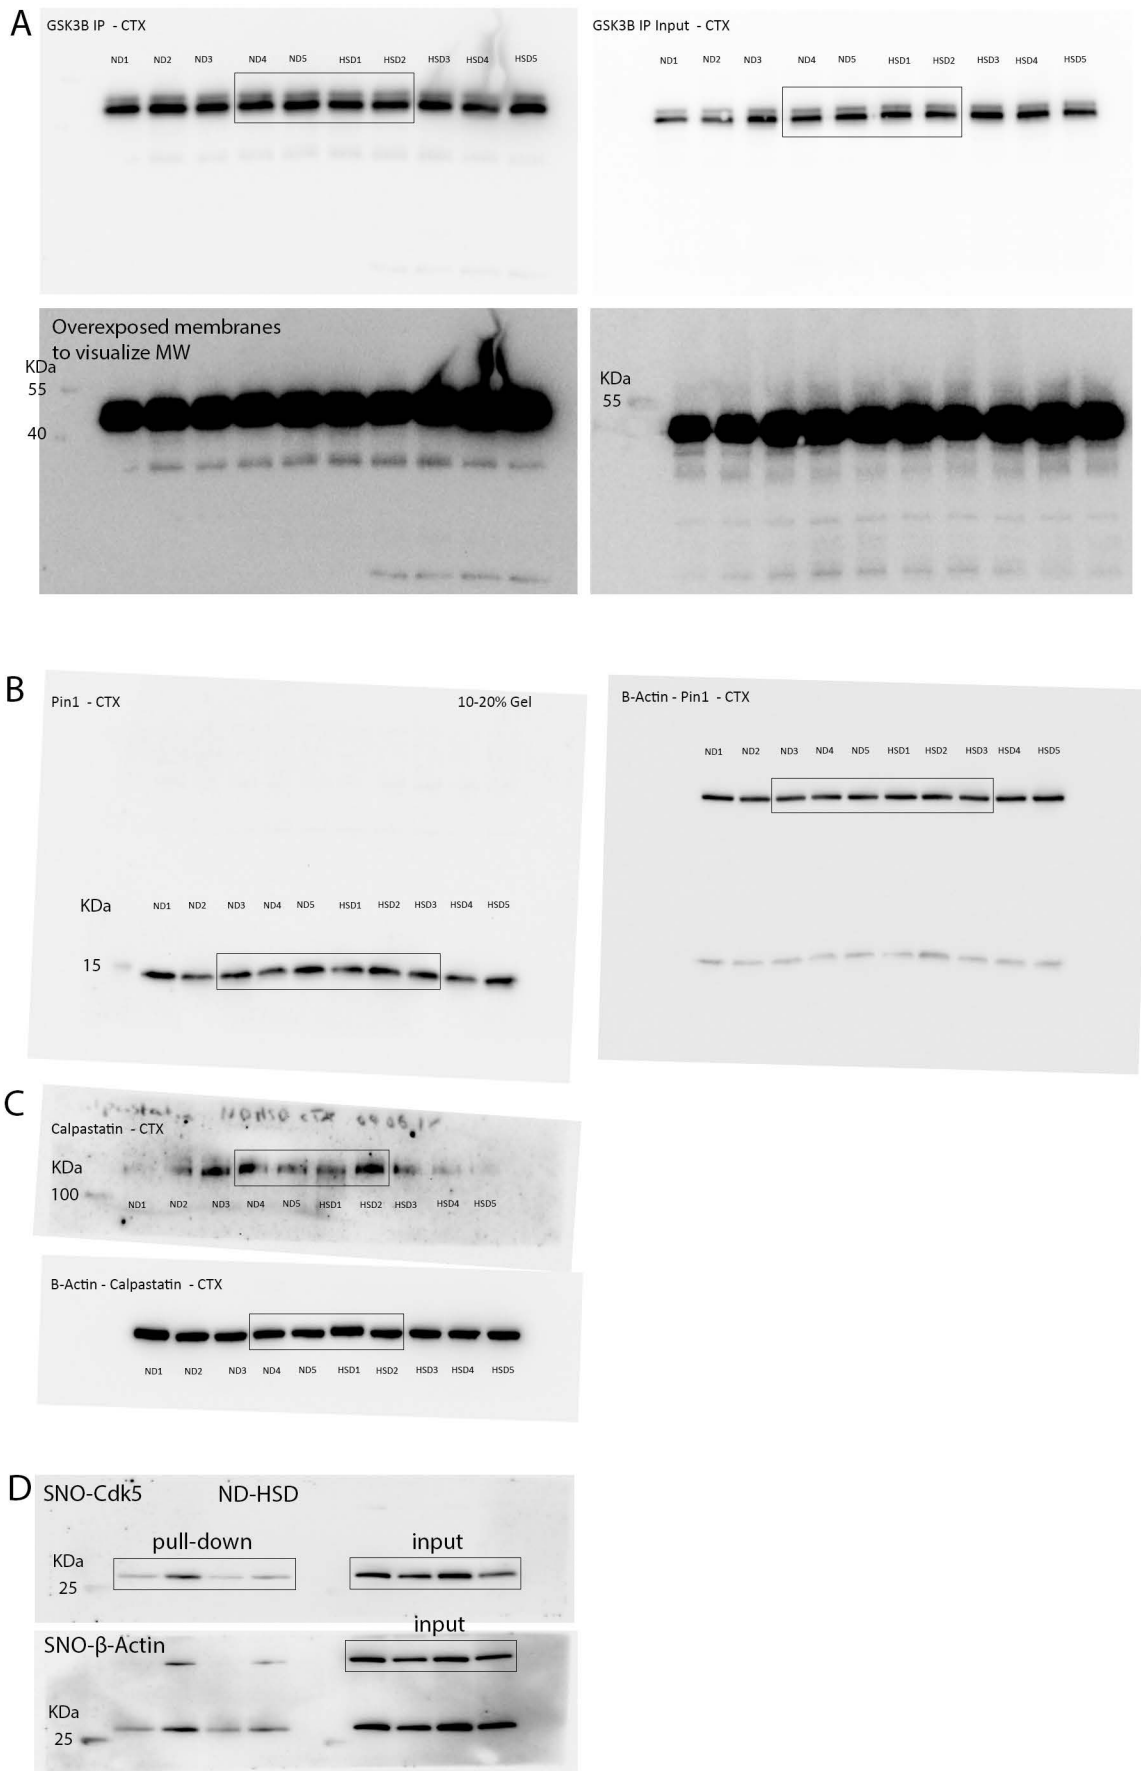 A
GSK3B IP - CTX
ND1 ND2 ND3 ND4 ND5 HSD1 HSD2 HSD3 HSD4 HSD5
GSK3B IP Input - CTX
ND1 ND2 ND3 ND4 ND5 HSD1 HSD2 HSD3 HSD4 HSD5
Overexposed membranes
to visualize MW
KDa
55
40
KDa
55
B
Pin1 - CTX
10-20% Gel
KDa
ND1 ND2 ND3 ND4 ND5 HSD1 HSD2 HSD3 HSD4 HSD5
15
B-Actin - Pin1 - CTX
ND1 ND2 ND3 ND4 ND5 HSD1 HSD2 HSD3 HSD4 HSD5
C
Calpastatin - CTX
KDa
100
ND1 ND2 ND3 ND4 ND5 HSD1 HSD2 HSD3 HSD4 HSD5
B-Actin - Calpastatin - CTX
ND1 ND2 ND3 ND4 ND5 HSD1 HSD2 HSD3 HSD4 HSD5
D
SNO-Cdk5 ND-HSD
pull-down input
KDa
25
input
SNO-β-Actin
KDa
25